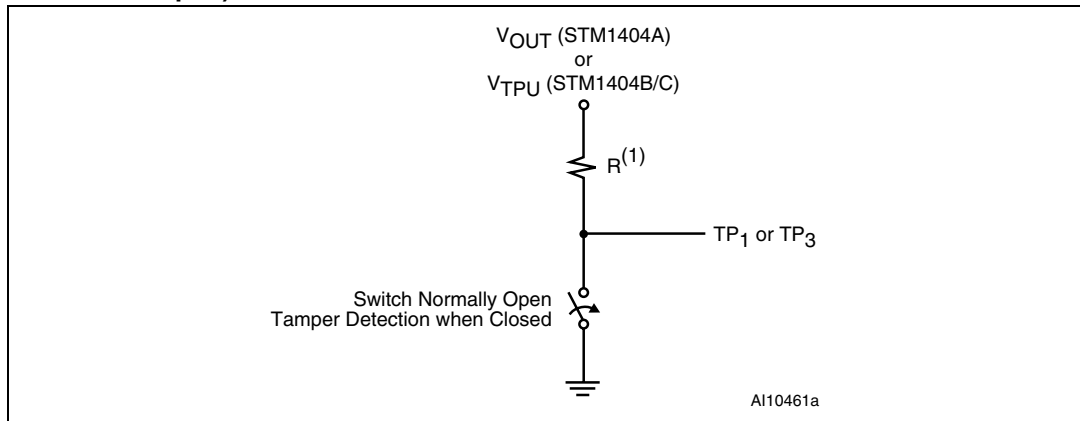 VOUT (STM1404A)
or
VTPU (STM1404B/C)
R(1)
TP1 or TP3
Switch Normally Open
Tamper Detection when Closed
AI10461a